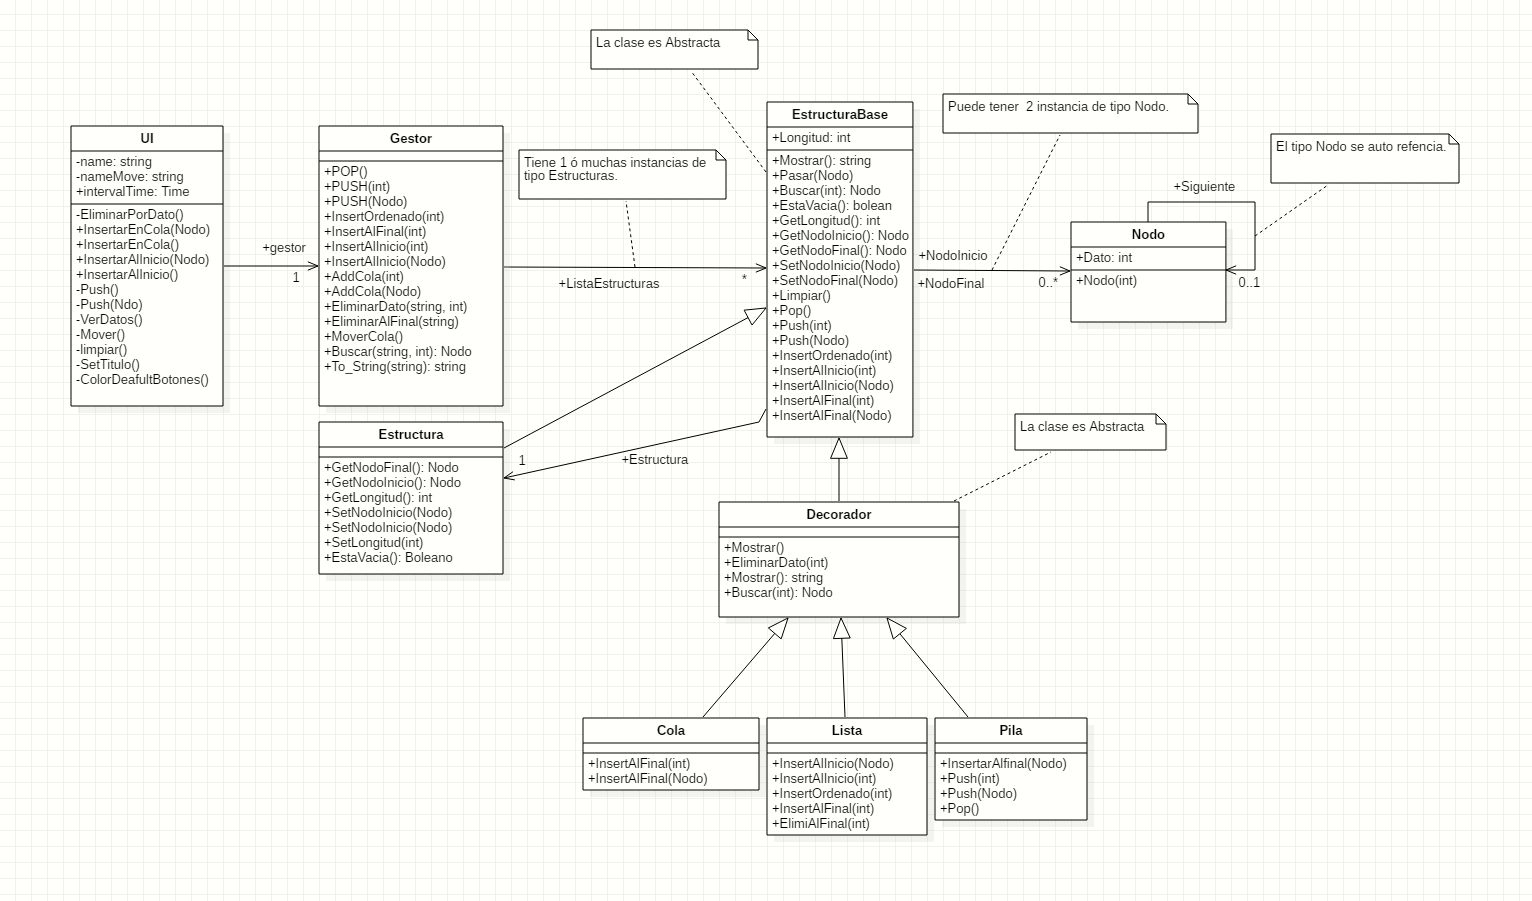 La clase es Abstracta
UI
-name: string
-nameMove: string
+intervalTime: Time
-EliminarPorDato()
+InsertarEnCola(Nodo)
+InsertarEnCola()
+InsertarAlInicio(Nodo)
+InsertarAlInicio()
-Push()
-Push(Ndo)
-VerDatos()
-Mover()
-limpiar()
-SetTitulo()
-ColorDeafultBotones()
+gestor
1
Gestor
+POP()
+PUSH(int)
+PUSH(Nodo)
+InsertOrdenado(int)
+InsertAlFinal(int)
+InsertAlInicio(int)
+InsertAlInicio(Nodo)
+AddCola(int)
+AddCola(Nodo)
+EliminarDato(string, int)
+EliminarAlFinal(string)
+MoverCola()
+Buscar(string, int): Nodo
+To_String(string): string
Tiene 1 ó muchas instancias de
tipo Estructuras.
+ListaEstructuras
*
EstructuraBase
+Longitud: int
+Mostrar(): string
+Pasar(Nodo)
+Buscar(int): Nodo
+EstaVacia(): bolean
+GetLongitud(): int
+GetNodoInicio(): Nodo
+GetNodoFinal(): Nodo
+SetNodoInicio(Nodo)
+SetNodoFinal(Nodo)
+Limpiar()
+Pop()
+Push(int)
+Push(Nodo)
+InsertOrdenado(int)
+InsertAlInicio(int)
+InsertAlInicio(Nodo)
+InsertAlFinal(int)
+InsertAlFinal(Nodo)
Puede tener 2 instancia de tipo Nodo.
+NodoInicio
+NodoFinal
0..*
El tipo Nodo se auto refencia.
+Siguiente
0..1
Nodo
+Dato: int
+Nodo(int)
Estructura
+GetNodoFinal(): Nodo
+GetNodoInicio(): Nodo
+GetLongitud(): int
+SetNodoInicio(Nodo)
+SetNodoInicio(Nodo)
+SetLongitud(int)
+EstaVacia(): Boleano
1
+Estructura
La clase es Abstracta
Decorador
+Mostrar()
+EliminarDato(int)
+Mostrar(): string
+Buscar(int): Nodo
Cola
+InsertAlFinal(int)
+InsertAlFinal(Nodo)
Lista
+InsertAlInicio(Nodo)
+InsertAlInicio(int)
+InsertOrdenado(int)
+InsertAlFinal(int)
+ElimiAlFinal(int)
Pila
+InsertarAlfinal(Nodo)
+Push(int)
+Push(Nodo)
+Pop()